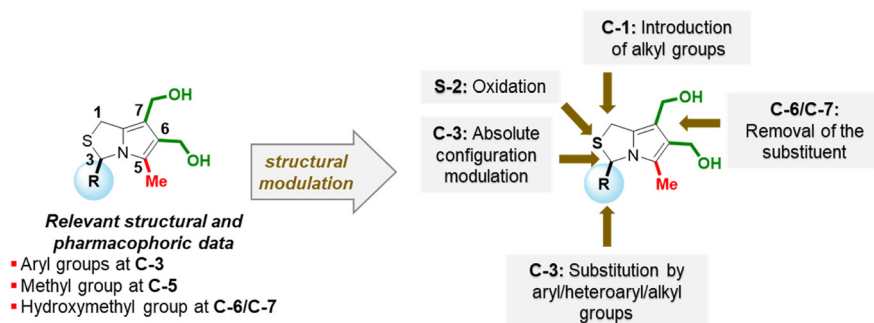 1
7
OH
6
S
3
N
5
OH
R
Me
Relevant structural and
pharmacophoric data
▪ Aryl groups at C-3
▪ Methyl group at C-5
▪ Hydroxymethyl group at C-6/C-7
structural
modulation
C-1: Introduction
of alkyl groups
S-2: Oxidation
C-3: Absolute
configuration
modulation
C-6/C-7:
Removal of the
substituent
OH
S
N
OH
R
Me
C-3: Substitution by
aryl/heteroaryl/alkyl
groups